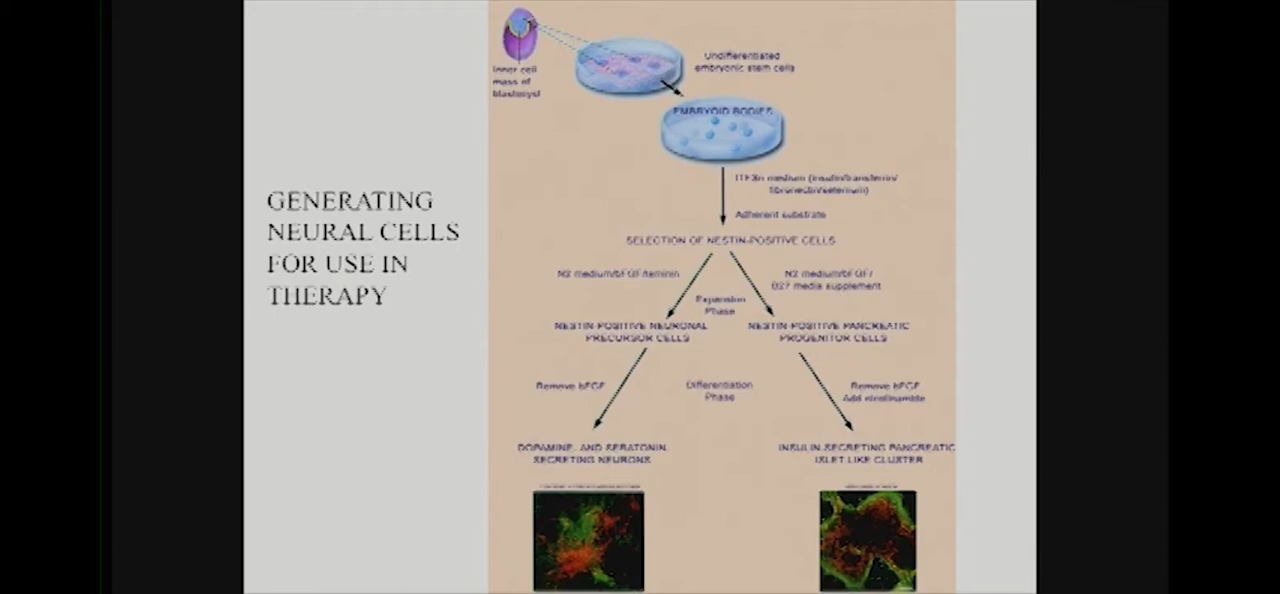 GENERATING
NEURAL CELLS
FOR USE IN
THERAPY
Inner cell
mass of
Undifferentiated
embryonic stem cells
EMBRYOID BODIES
medium (insulin/transferrin/
fibronectin/selenium)
Adherent substrate
SELECTION OF NESTIN-POSITIVE CELLS
N2 medium/bFGF/laminin
N2 medium/bFGF/
B27 media supplement
Expansion
Phase
NESTIN-POSITIVE NEURONAL
PRECURSOR CELLS
NESTIN-POSITIVE PANCREATIC
PROGENITOR CELLS
Remove bFGF
Differentiation
Phase
Remove bFGF
Add nicotinamide
DOPAMINE, AND SERATONIN,
SECRETING NEURONS
INSULIN-SECRETING PANCREATIC
ISLET LIKE CLUSTER